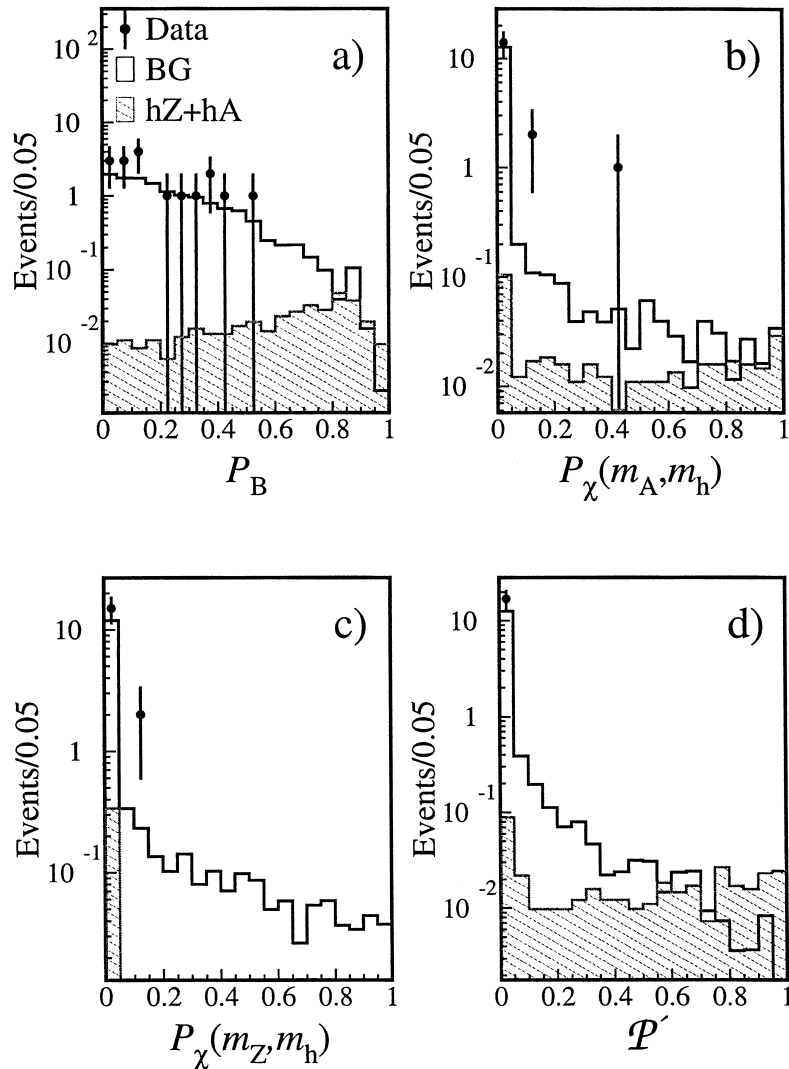 Data
BG
hZ+hA
a)
Events/0.05
10 2
10
1
10 -1
10 -2
0 0.2 0.4 0.6 0.8 1
P B
b)
Events/0.05
10
1
10 -1
10 -2
0 0.2 0.4 0.6 0.8 1
P χ (m A ,m h )
c)
Events/0.05
10
1
10 -1
0 0.2 0.4 0.6 0.8 1
P χ (m Z ,m h )
d)
Events/0.05
10
1
10 -1
10 -2
0 0.2 0.4 0.6 0.8 1
𝒫′